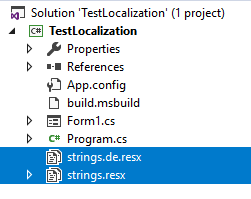 Solution 'TestLocalization' (1 project)
C# TestLocalization
Properties
References
App.config
build.msbuild
C# Form1.cs
C# Program.cs
strings.de.resx
strings.resx